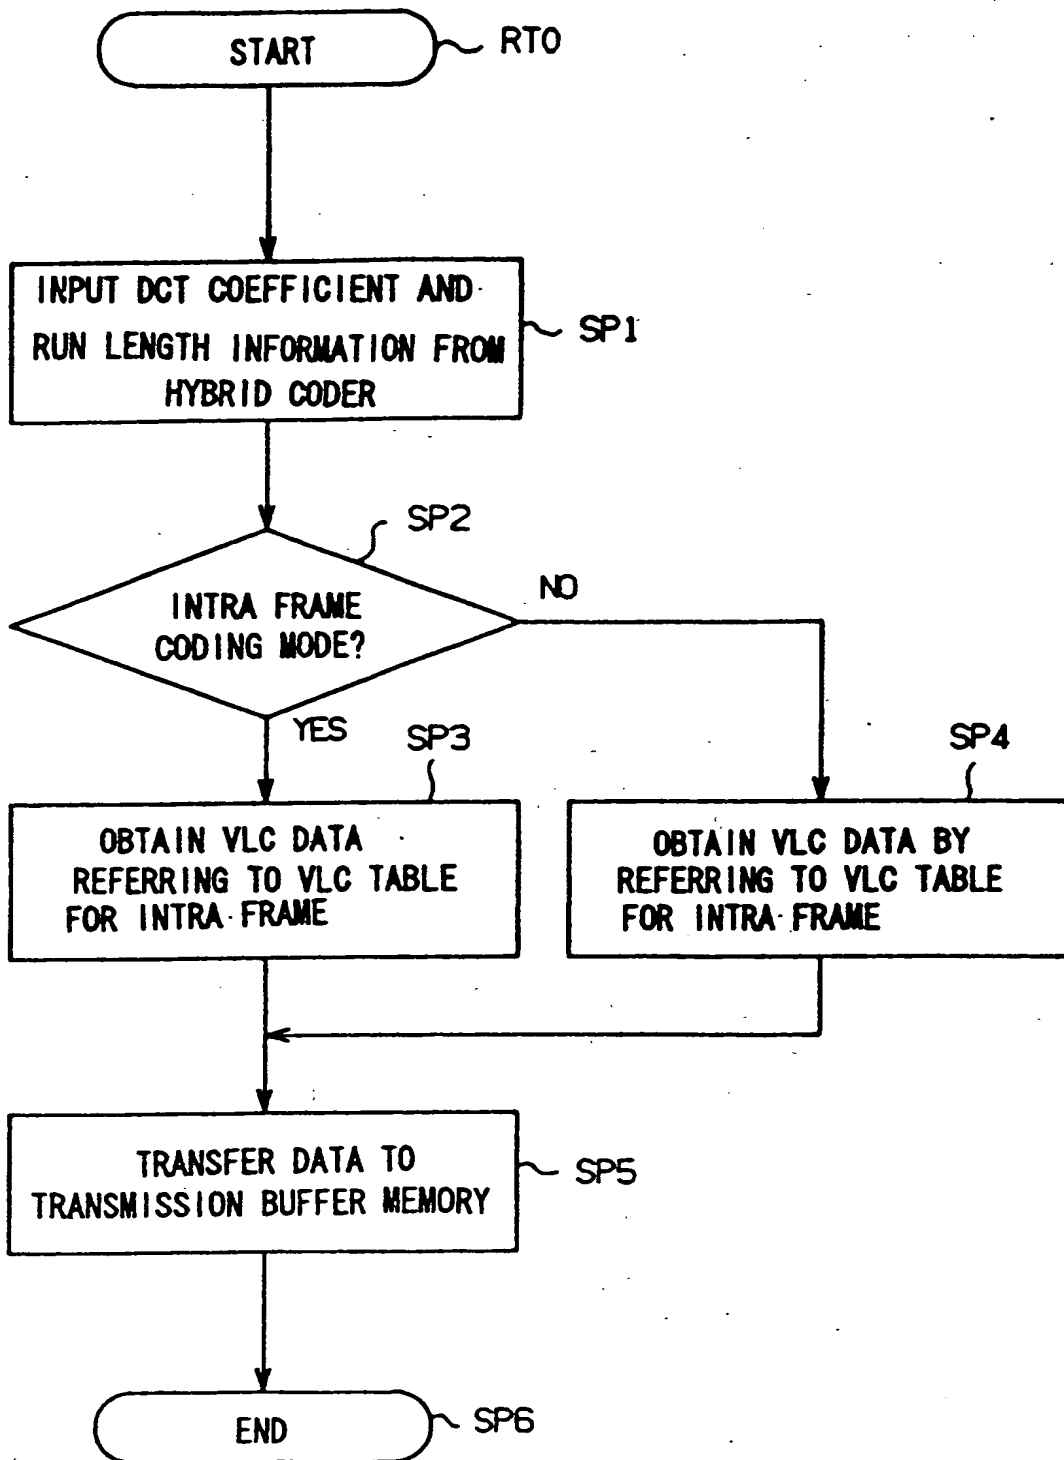 START
RT0
INPUT DCT COEFFICIENT AND
RUN LENGTH INFORMATION FROM
HYBRID CODER
SP1
SP2
INTRA FRAME
CODING MODE?
NO
YES
SP3
SP4
OBTAIN VLC DATA
REFERRING TO VLC TABLE
FOR INTRA FRAME
OBTAIN VLC DATA BY
REFERRING TO VLC TABLE
FOR INTRA FRAME
TRANSFER DATA TO
TRANSMISSION BUFFER MEMORY
SP5
END
SP6